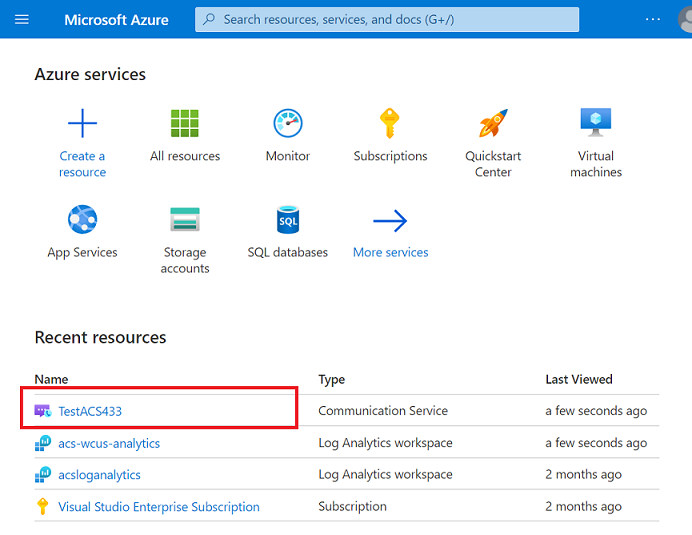 Microsoft Azure
Search resources, services, and docs (G+/)
...
Azure services
Create a
resource
All resources
Monitor
Subscriptions
Quickstart
Center
Virtual
machines
App Services
Storage
accounts
SQL
SQL databases
More services
Recent resources
Name Type Last Viewed
TestACS433 Communication Service a few seconds ago
acs-wcus-analytics Log Analytics workspace a few seconds ago
acsloganalytics Log Analytics workspace 2 months ago
Visual Studio Enterprise Subscription Subscription 2 months ago